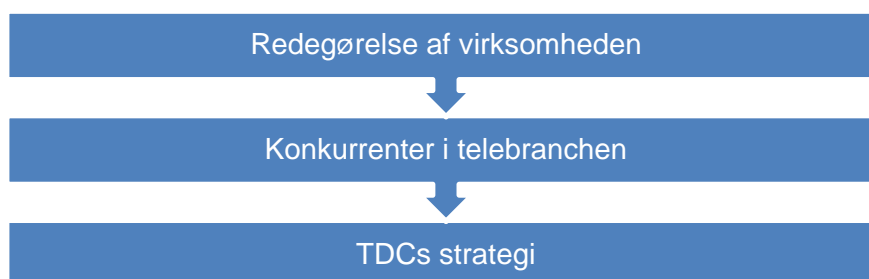 Redegørelse af virksomheden
Konkurrenter i telebranchen
TDCs strategi